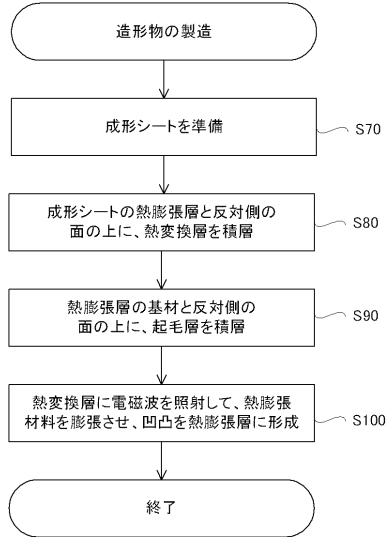 造形物の製造
成形シートを準備
S70
成形シートの熱膨張層と反対側の
面の上に、熱変換層を積層
S80
熱膨張層の基材と反対側の
面の上に、起毛層を積層
S90
熱変換層に電磁波を照射して、熱膨張
材料を膨張させ、凹凸を熱膨張層に形成
S100
終了